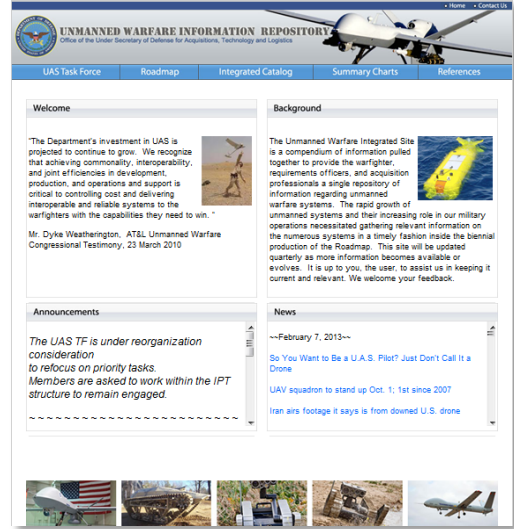 Home
Contact Us
UNMANNED WARFARE INFORMATION REPOSITORY
Office of the Under Secretary of Defense for Acquisitions, Technology and Logistics
UAS Task Force
Roadmap
Integrated Catalog
Summary Charts
References
Welcome
"The Department's investment in UAS is
projected to continue to grow. We recognize
that achieving commonality, interoperability,
and joint efficiencies in development,
production, and operations and support is
critical to controlling cost and delivering
interoperable and reliable systems to the
warfighters with the capabilities they need to win. "
Mr. Dyke Weatherington, AT&L Unmanned Warfare
Congressional Testimony, 23 March 2010
Background
The Unmanned Warfare Integrated Site
is a compendium of information pulled
together to provide the warfighter,
requirements officers, and acquisition
professionals a single repository of
information regarding unmanned
warfare systems. The rapid growth of
unmanned systems and their increasing role in our military
operations necessitated gathering relevant information on
the numerous systems in a timely fashion inside the biennial
production of the Roadmap. This site will be updated
quarterly as more information becomes available or
evolves. It is up to you, the user, to assist us in keeping it
current and relevant. We welcome your feedback.
Announcements
The UAS TF is under reorganization
consideration
to refocus on priority tasks.
Members are asked to work within the IPT
structure to remain engaged.
~ ~ ~ ~ ~ ~ ~ ~ ~ ~ ~ ~ ~ ~ ~ ~ ~ ~ ~ ~ ~ ~ ~ ~
News
~~February 7, 2013~~
So You Want to Be a U.A.S. Pilot? Just Don't Call It a
Drone
UAV squadron to stand up Oct. 1; 1st since 2007
Iran airs footage it says is from downed U.S. drone